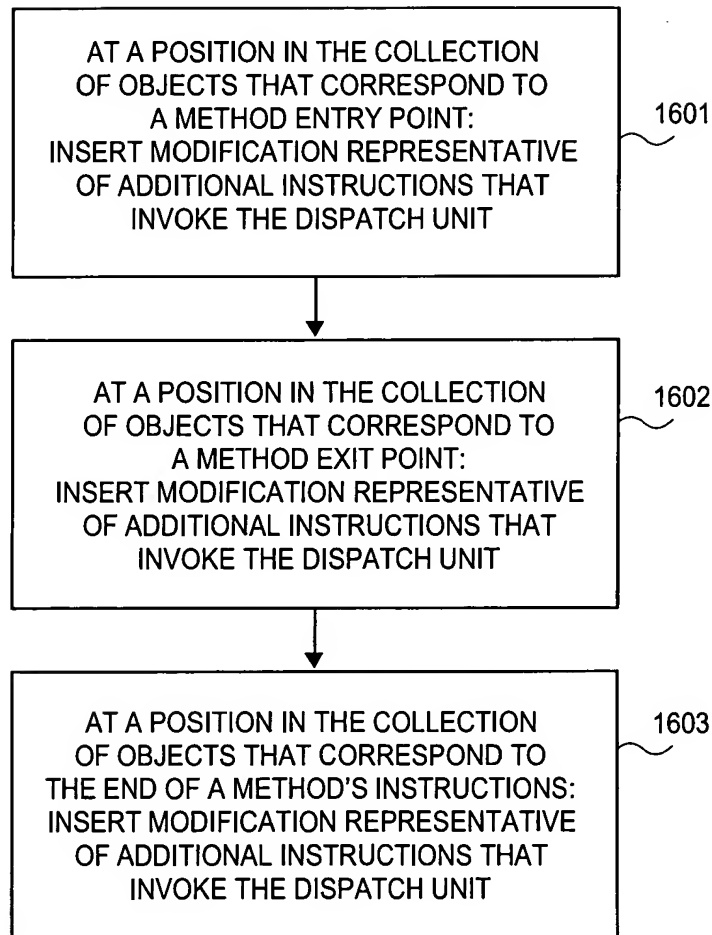 AT A POSITION IN THE COLLECTION
OF OBJECTS THAT CORRESPOND TO
A METHOD ENTRY POINT:
INSERT MODIFICATION REPRESENTATIVE
OF ADDITIONAL INSTRUCTIONS THAT
INVOKE THE DISPATCH UNIT
1601
AT A POSITION IN THE COLLECTION
OF OBJECTS THAT CORRESPOND TO
A METHOD EXIT POINT:
INSERT MODIFICATION REPRESENTATIVE
OF ADDITIONAL INSTRUCTIONS THAT
INVOKE THE DISPATCH UNIT
1602
AT A POSITION IN THE COLLECTION
OF OBJECTS THAT CORRESPOND TO
THE END OF A METHOD'S INSTRUCTIONS:
INSERT MODIFICATION REPRESENTATIVE
OF ADDITIONAL INSTRUCTIONS THAT
INVOKE THE DISPATCH UNIT
1603